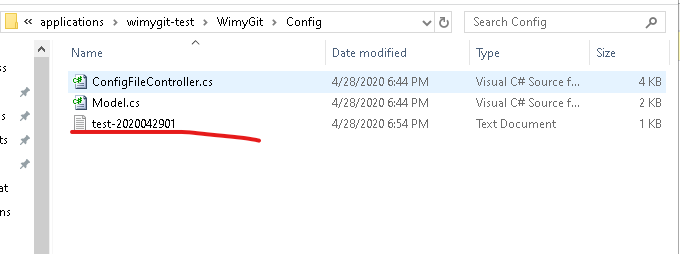 « applications › wimygit-test › WimyGit › Config
Search Config
Name Date modified Type Size
ss
ConfigFileController.cs 4/28/2020 6:44 PM Visual C# Source f... 4 KB
Model.cs 4/28/2020 6:44 PM Visual C# Source f... 2 KB
s
test-2020042901 4/28/2020 6:54 PM Text Document 1 KB
ts
at
ns